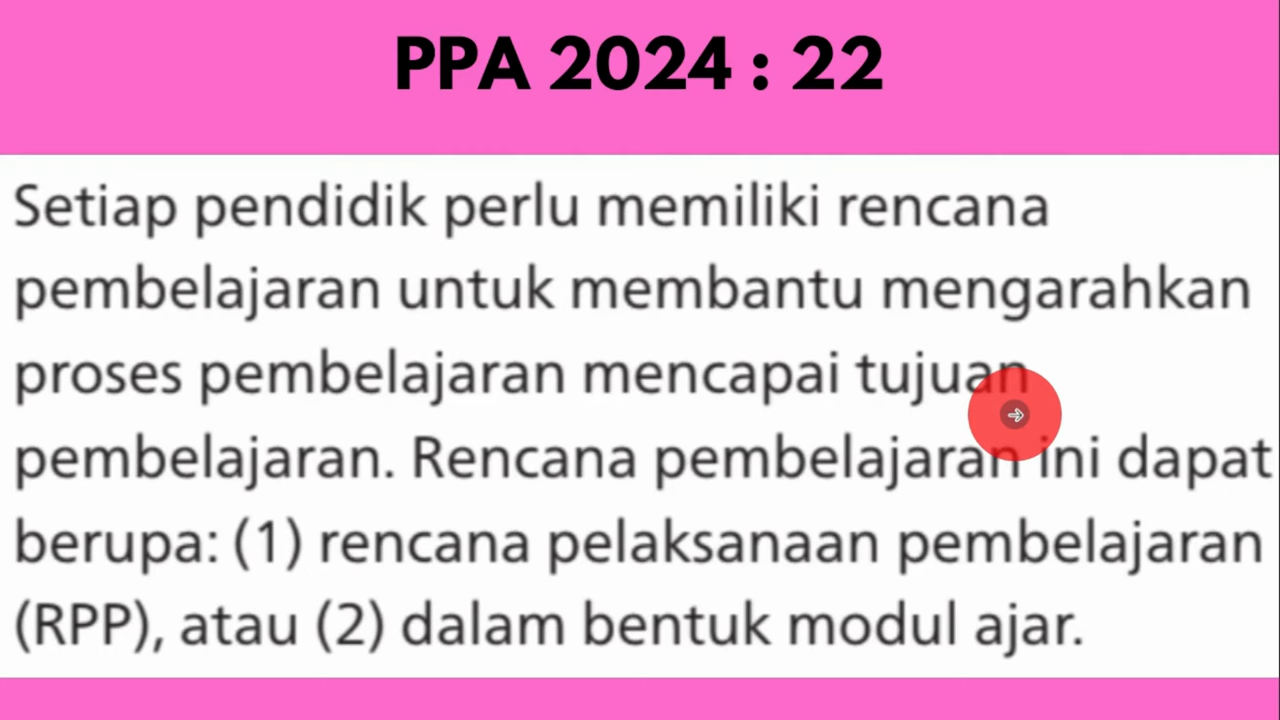 PPA 2024 : 22
Setiap pendidik perlu memiliki rencana
pembelajaran untuk membantu mengarahkan
proses pembelajaran mencapai tujuan
pembelajaran. Rencana pembelajaran ini dapat
berupa: (1) rencana pelaksanaan pembelajaran
(RPP), atau (2) dalam bentuk modul ajar.